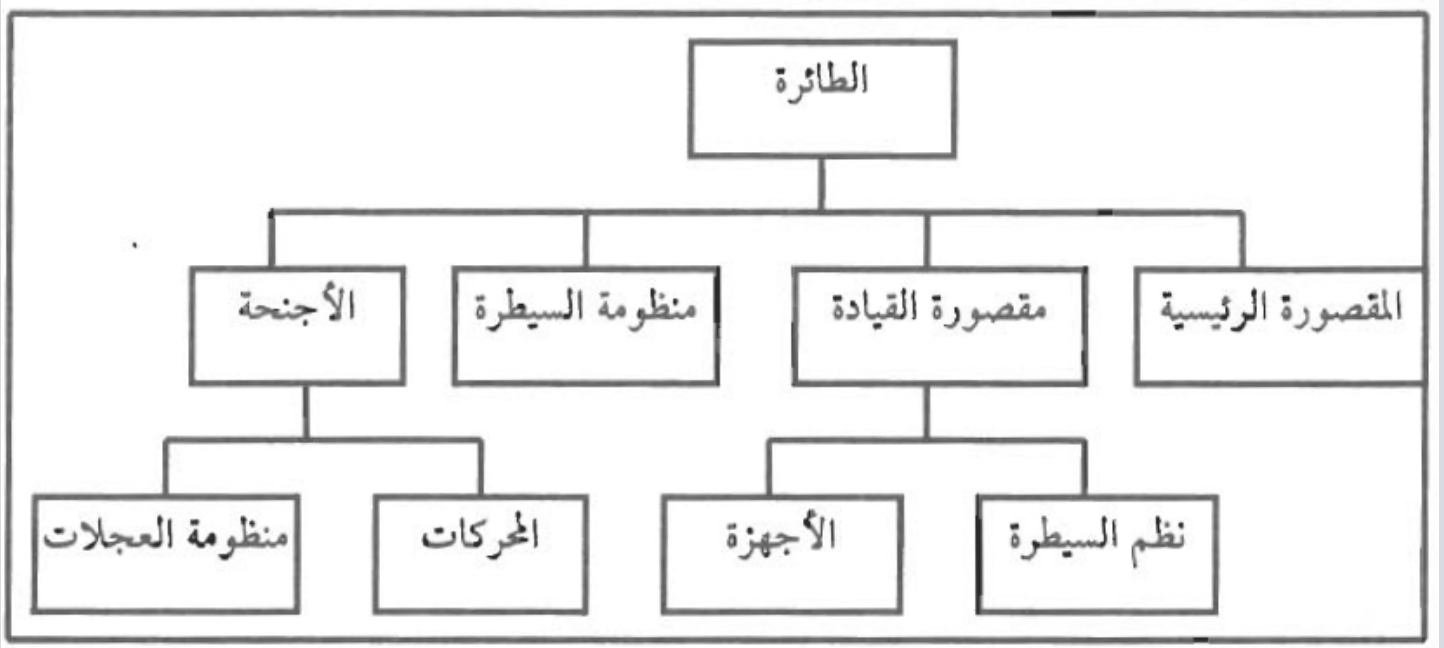 الطائرة
المقصورة الرئيسية
مقصورة القيادة
منظومة السيطرة
الأجنحة
نظم السيطرة
الأجهزة
المحركات
منظومة العجلات